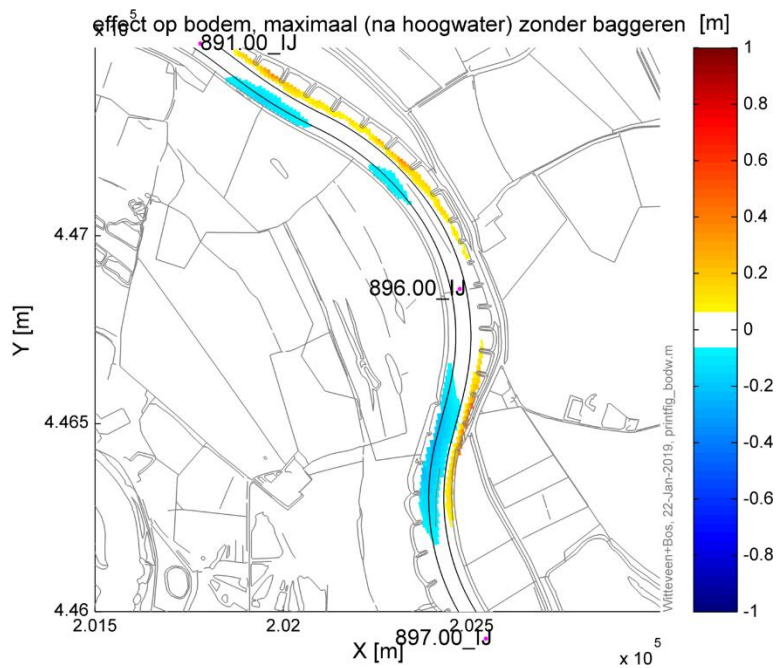 effect op bodem, maximaal (na hoogwater) zonder baggeren [m]
x 10^5
891.00_IJ
1
0.8
0.6
4.47
0.4
0.2
896.00_IJ
0
Y [m]
-0.2
4.465
-0.4
-0.6
-0.8
4.46
-1
2.015
2.02
2.025
897.00_IJ
X [m]
x 10^5
Witteveen+Bos, 22-Jan-2019, printfig_bodw.m